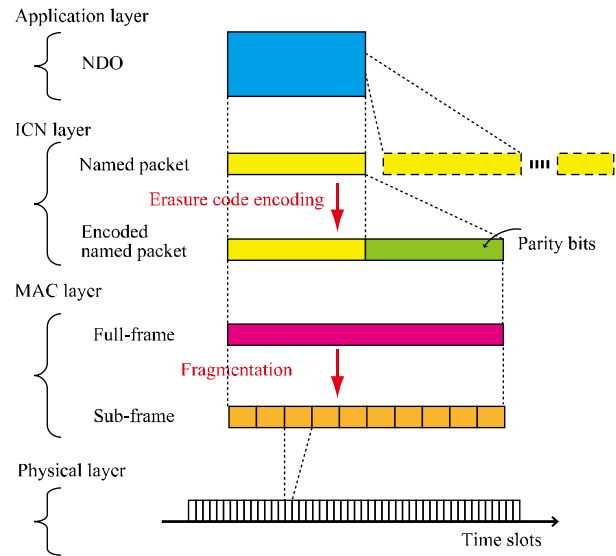 Application layer
NDO
ICN layer
Named packet
Erasure code encoding
Encoded
named packet
Parity bits
MAC layer
Full-frame
Fragmentation
Sub-frame
Physical layer
Time slots